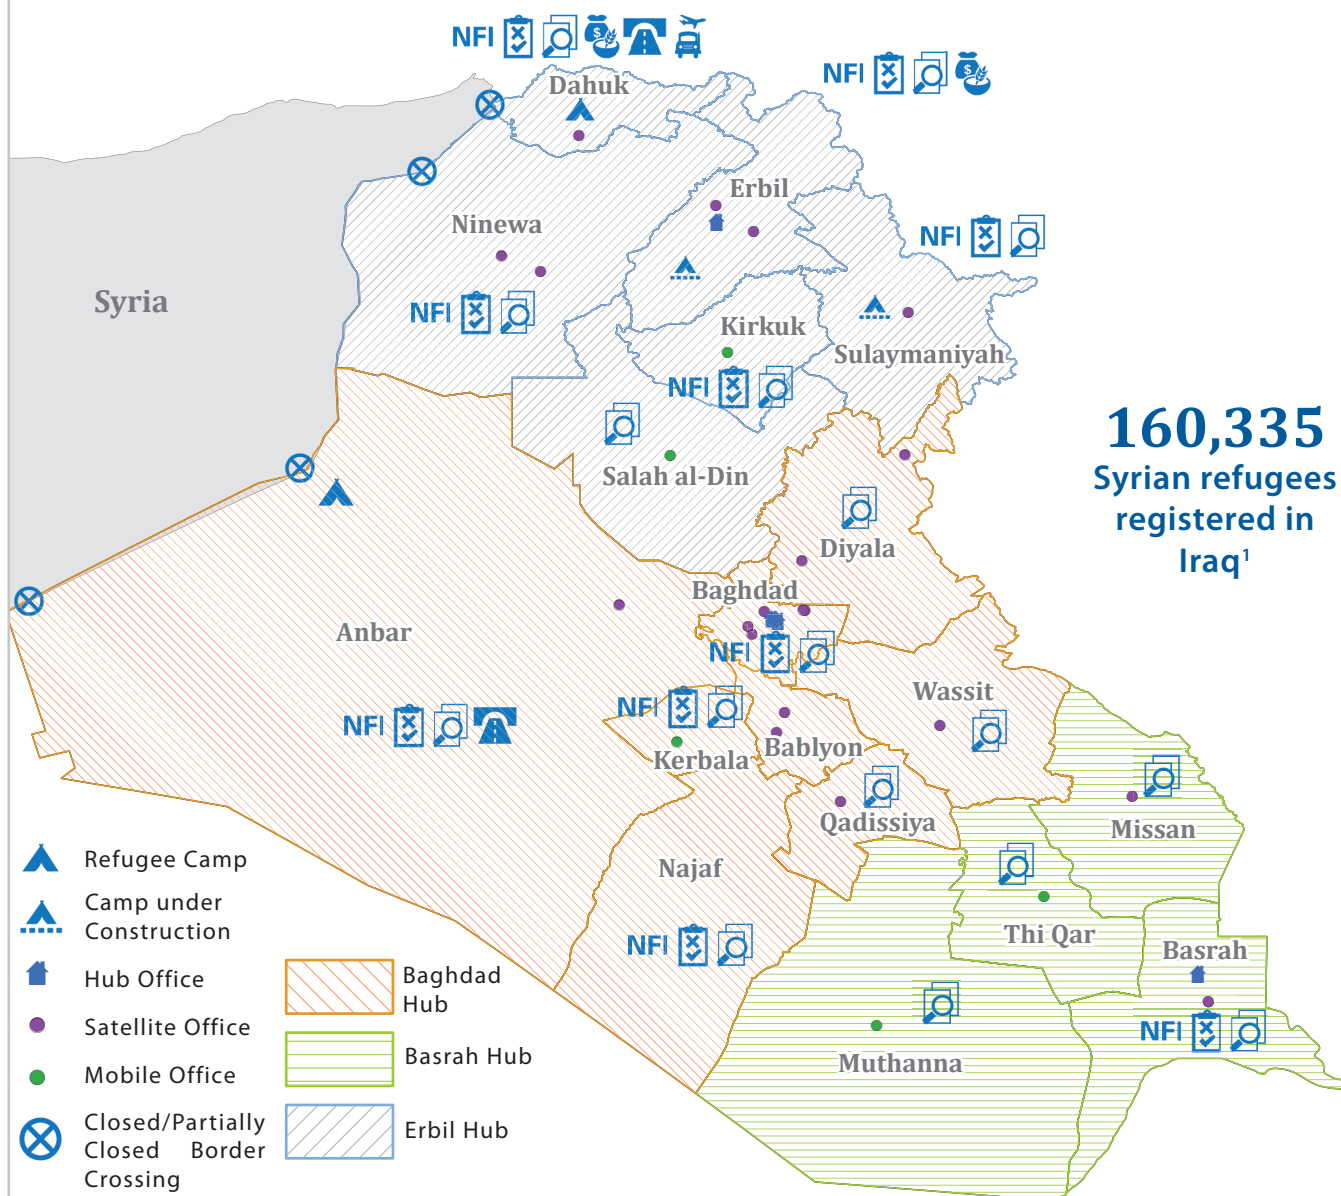 NFI
NFI
Dahuk
Erbil
Ninewa
NFI
Syria
NFI
Kirkuk
Sulaymaniyah
NFI
160,335
Syrian refugees
registered in
Iraq1
Salah al-Din
Diyala
Baghdad
Anbar
NFI
Wassit
NFI
NFI
Kerbala
Bablyon
Qadissiya
Missan
Najaf
NFI
Thi Qar
Basrah
NFI
Muthanna
Refugee Camp
Camp under
Construction
Hub Office
Satellite Office
Mobile Office
Closed/Partially
Closed Border
Crossing
Baghdad
Hub
Basrah Hub
Erbil Hub